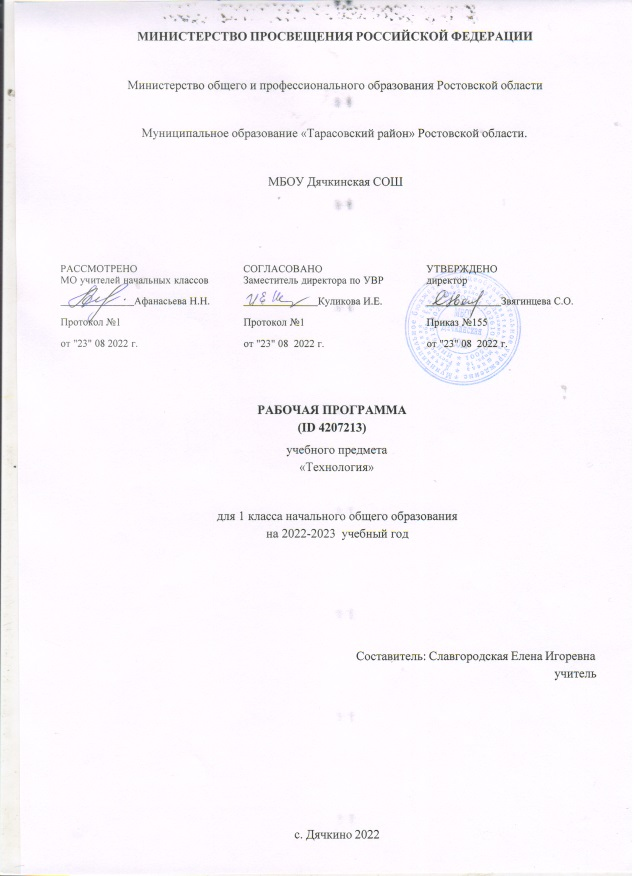 МИНИСТЕРСТВО ПРОСВЕЩЕНИЯ РОССИЙСКОЙ ФЕДЕРАЦИИ
Министерство общего и профессионального образования Ростовской области
Муниципальное образование «Тарасовский район» Ростовской области.
МБОУ Дячкинская СОШ
РАССМОТРЕНО
МО учителей начальных классов
Афанасьева Н.Н.
Протокол №1
от "23" 08 2022 г.
СОГЛАСОВАНО
Заместитель директора по УВР
Куликова И.Е.
Протокол №1
от "23" 08 2022 г.
УТВЕРЖДЕНО
директор
Звягинцева С.О.
Приказ №155
от "23" 08 2022 г.
РАБОЧАЯ ПРОГРАММА
(ID 4207213)
учебного предмета
«Технология»
для 1 класса начального общего образования
на 2022-2023 учебный год
Составитель: Славгородская Елена Игоревна
учитель
с. Дячкино 2022